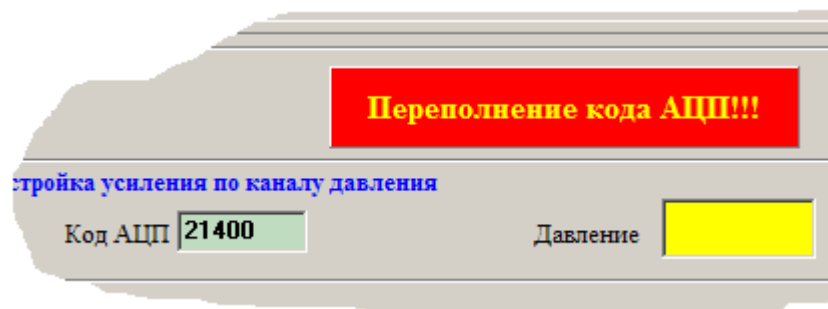 Переполнение кода АЦП!!!
стройка усиления по каналу давления
Код АЦП 21400 Давление